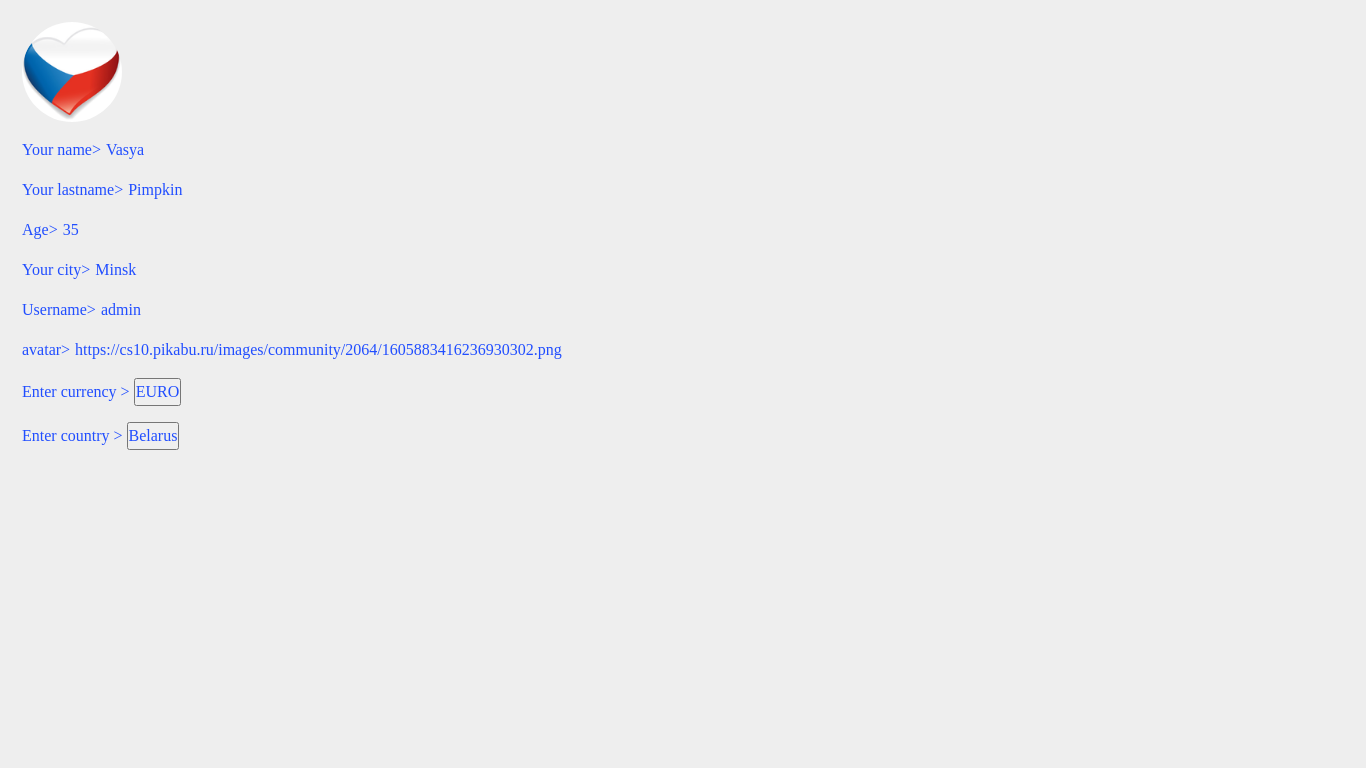 Your name> Vasya
Your lastname> Pimpkin
Age> 35
Your city> Minsk
Username> admin
avatar> https://cs10.pikabu.ru/images/community/2064/1605883416236930302.png
Enter currency > EURO
Enter country > Belarus